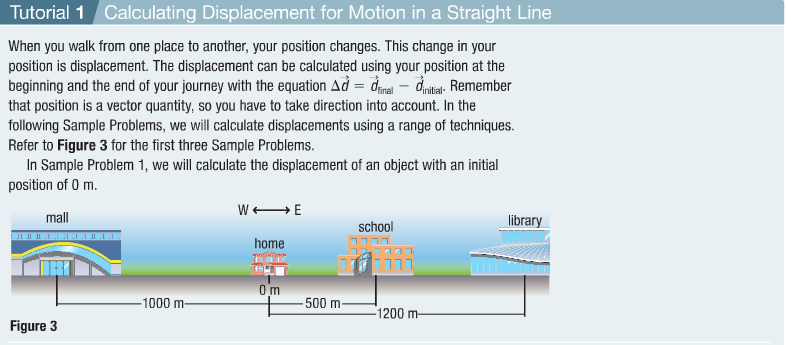 Tutorial 1 Calculating Displacement for Motion in a Straight Line
When you walk from one place to another, your position changes. This change in your
position is displacement. The displacement can be calculated using your position at the
beginning and the end of your journey with the equation Δd⃗ = d⃗final − d⃗initial. Remember
that position is a vector quantity, so you have to take direction into account. In the
following Sample Problems, we will calculate displacements using a range of techniques.
Refer to Figure 3 for the first three Sample Problems.
In Sample Problem 1, we will calculate the displacement of an object with an initial
position of 0 m.
W ⟷ E
mall
school
library
home
0 m
1000 m
500 m
1200 m
Figure 3